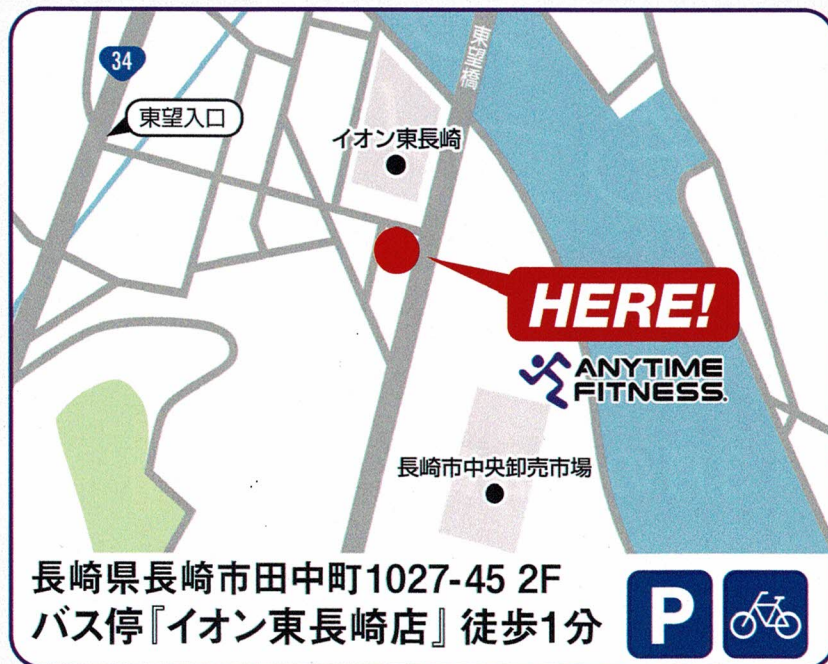 34
東望入口
東望橋
イオン東長崎
HERE!
ANYTIME
FITNESS.
長崎市中央卸売市場
長崎県長崎市田中町1027-45 2F
バス停『イオン東長崎店』徒歩1分
P